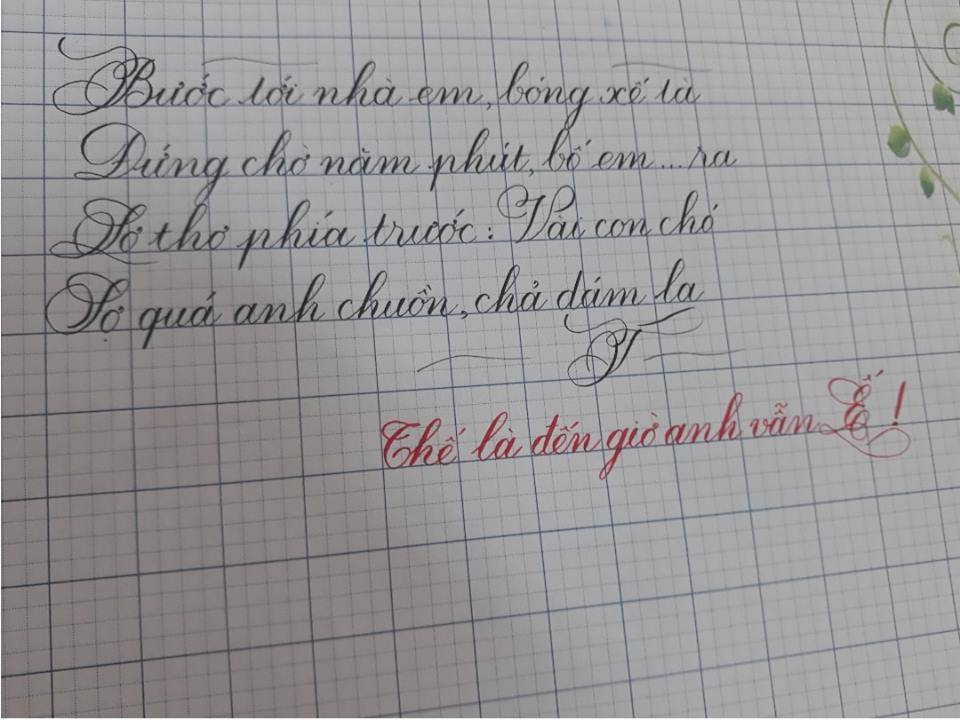 Bước tới nhà em, bóng xế tà
Đứng chờ năm phút, bố em...ra
Lơ thơ phía trước: Vài con chó
Sợ quá anh chuồn, chả dám la
Thế là đến giờ anh vẫn Ế!